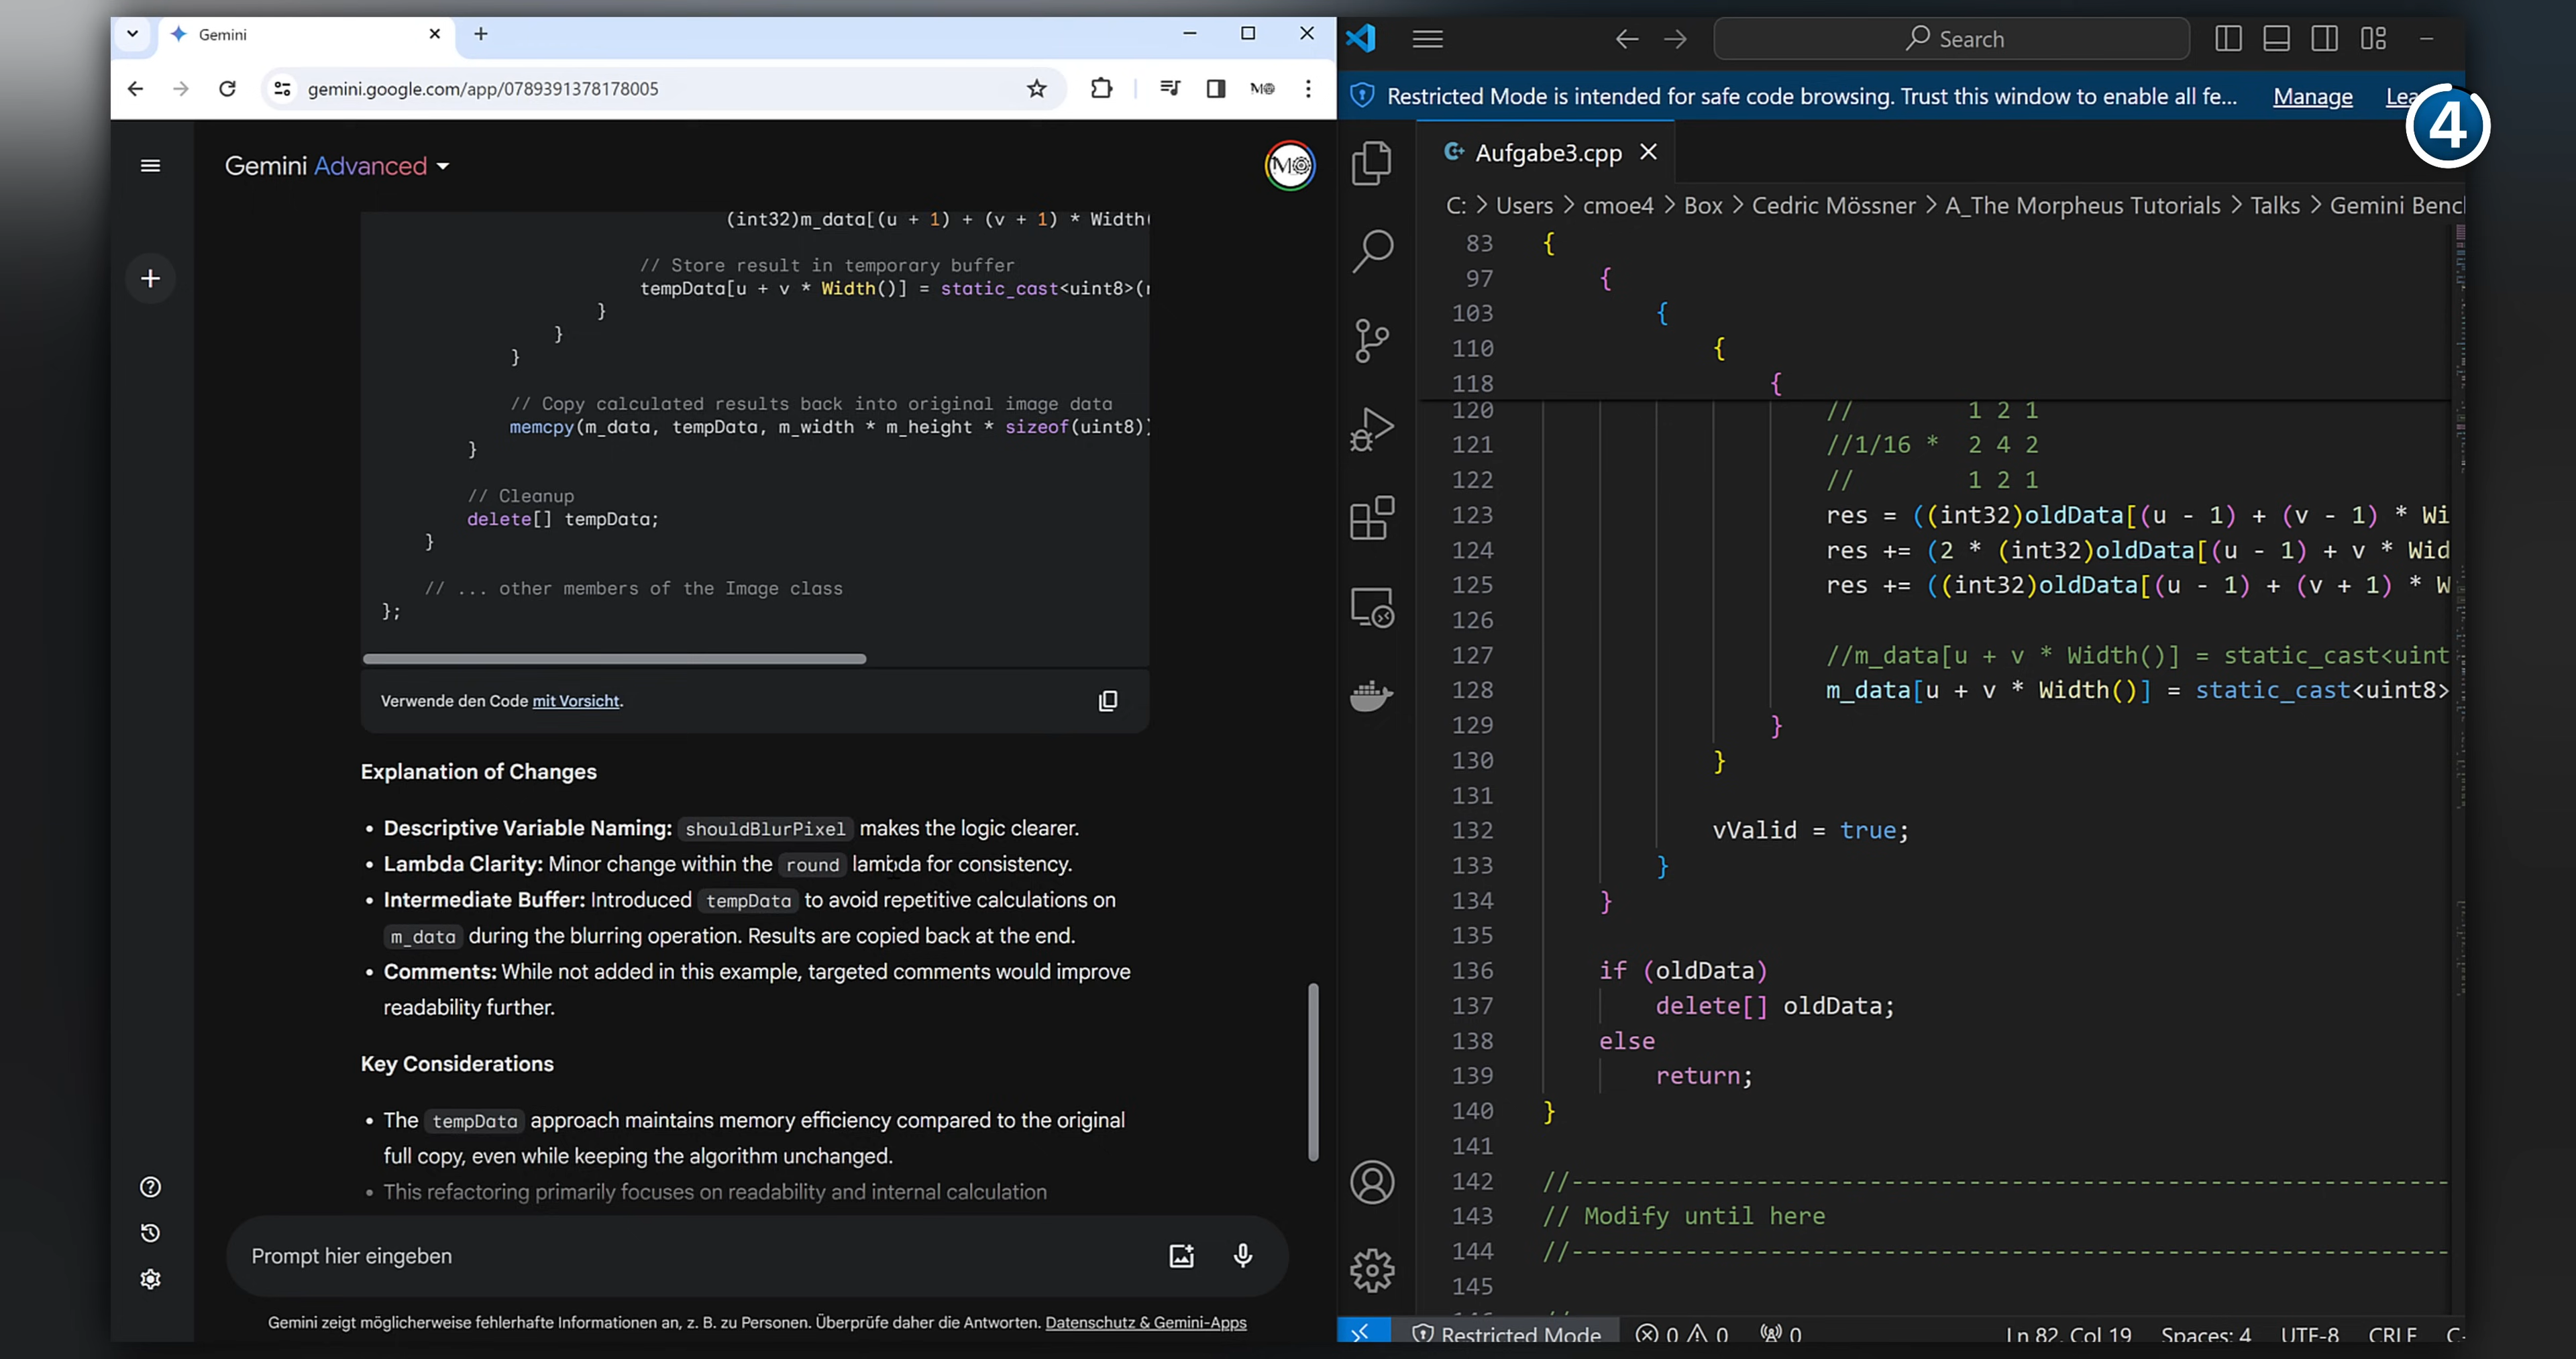 Gemini
gemini.google.com/app/0789391378178005
Gemini Advanced
(int32)m_data[(u + 1) + (v + 1) * Width(
// Store result in temporary buffer
tempData[u + v * Width()] = static_cast<uint8>(
}
}
}
// Copy calculated results back into original image data
memcpy(m_data, tempData, m_width * m_height * sizeof(uint8))
}
// Cleanup
delete[] tempData;
}
// ... other members of the Image class
};
Verwende den Code mit Vorsicht.
Explanation of Changes
• Descriptive Variable Naming: shouldBlurPixel makes the logic clearer.
• Lambda Clarity: Minor change within the round lambda for consistency.
• Intermediate Buffer: Introduced tempData to avoid repetitive calculations on
m_data during the blurring operation. Results are copied back at the end.
• Comments: While not added in this example, targeted comments would improve
readability further.
Key Considerations
• The tempData approach maintains memory efficiency compared to the original
full copy, even while keeping the algorithm unchanged.
• This refactoring primarily focuses on readability and internal calculation
Prompt hier eingeben
Gemini zeigt möglicherweise fehlerhafte Informationen an, z. B. zu Personen. Überprüfe daher die Antworten. Datenschutz & Gemini-Apps
Search
Restricted Mode is intended for safe code browsing. Trust this window to enable all fe... Manage
4
Aufgabe3.cpp
C: > Users > cmoe4 > Box > Cedric Mössner > A_The Morpheus Tutorials > Talks > Gemini Benc
83 {
97 {
103 {
110 {
118 {
120 // 1 2 1
121 //1/16 * 2 4 2
122 // 1 2 1
123 res = ((int32)oldData[(u - 1) + (v - 1) * Wi
124 res += (2 * (int32)oldData[(u - 1) + v * Wid
125 res += ((int32)oldData[(u - 1) + (v + 1) * W
126
127 //m_data[u + v * Width()] = static_cast<uint
128 m_data[u + v * Width()] = static_cast<uint8>
129 }
130 }
131
132 vValid = true;
133 }
134 }
135
136 if (oldData)
137 delete[] oldData;
138 else
139 return;
140 }
141
142 //----------------------------------------------------------------
143 // Modify until here
144 //----------------------------------------------------------------
145
Restricted Mode 0 0 0 Ln 82, Col 19 Spaces: 4 UTF-8 CRLF